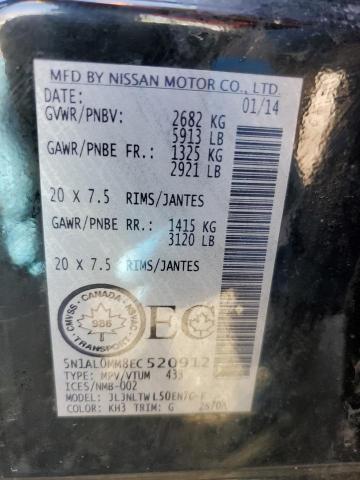 MFD BY NISSAN MOTOR CO., LTD.
DATE: 01/14
GVWR/PNBV: 2682 KG
5913 LB
GAWR/PNBE FR.: 1325 KG
2921 LB
20 X 7.5 RIMS/JANTES
GAWR/PNBE RR.: 1415 KG
3120 LB
20 X 7.5 RIMS/JANTES
CANADA
CMVSS NSVAC
986
TRANSPORT
EC
5N1AL0MM8EC520912
TYPE: MPV/VTUM
ICES/NMB-002
MODEL:
COLOR: KH3 TRIM: G